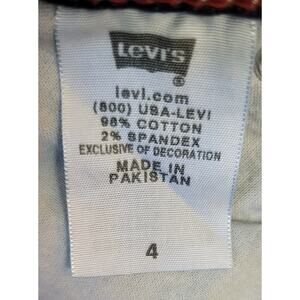 LEVI'S
®
levi.com
(800) USA-LEVI
98% COTTON
2% SPANDEX
EXCLUSIVE OF DECORATION
MADE IN
PAKISTAN
4